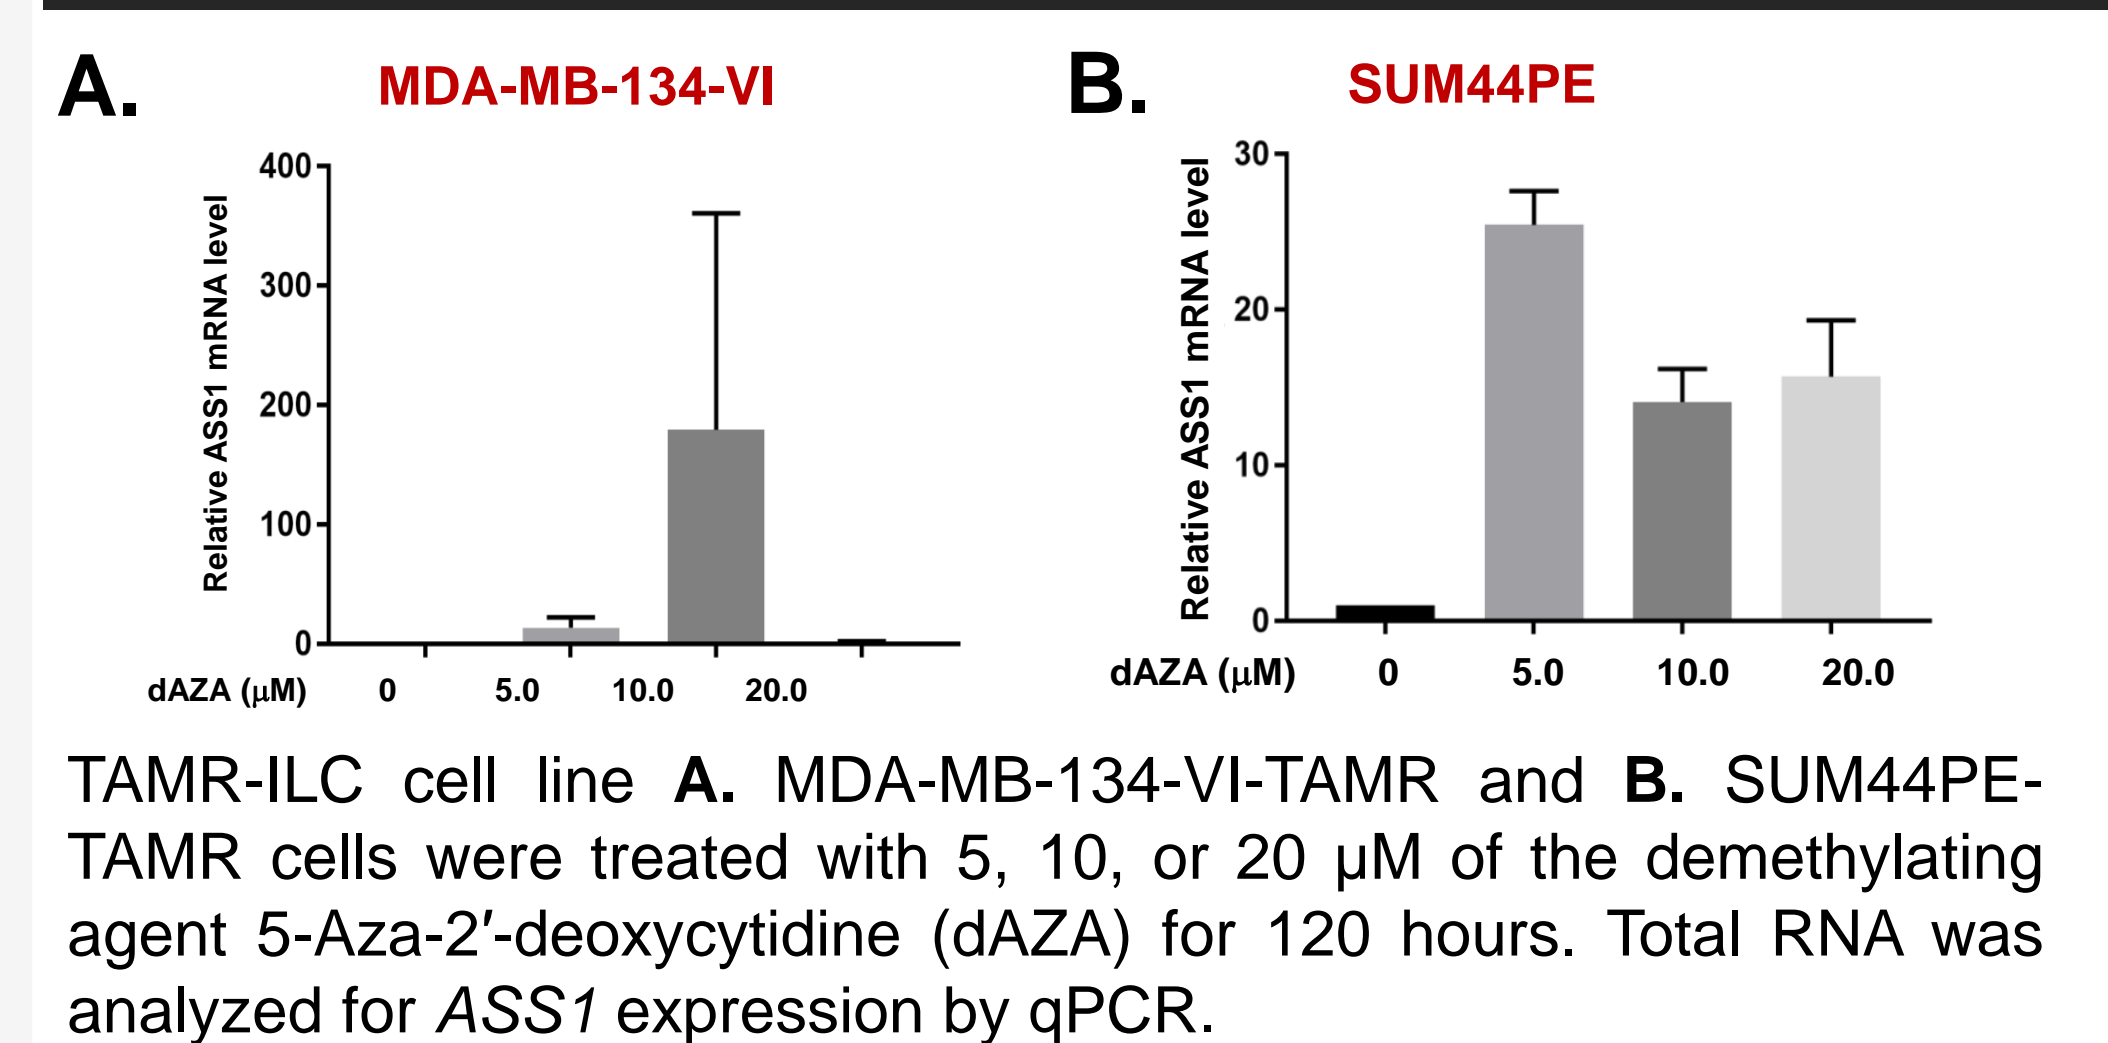 A.
MDA-MB-134-VI
Relative ASS1 mRNA level
400
300
200
100
0
dAZA (μM) 0 5.0 10.0 20.0
B.
SUM44PE
Relative ASS1 mRNA level
30
20
10
0
dAZA (μM) 0 5.0 10.0 20.0
TAMR-ILC cell line A. MDA-MB-134-VI-TAMR and B. SUM44PE-
TAMR cells were treated with 5, 10, or 20 µM of the demethylating
agent 5-Aza-2′-deoxycytidine (dAZA) for 120 hours. Total RNA was
analyzed for ASS1 expression by qPCR.